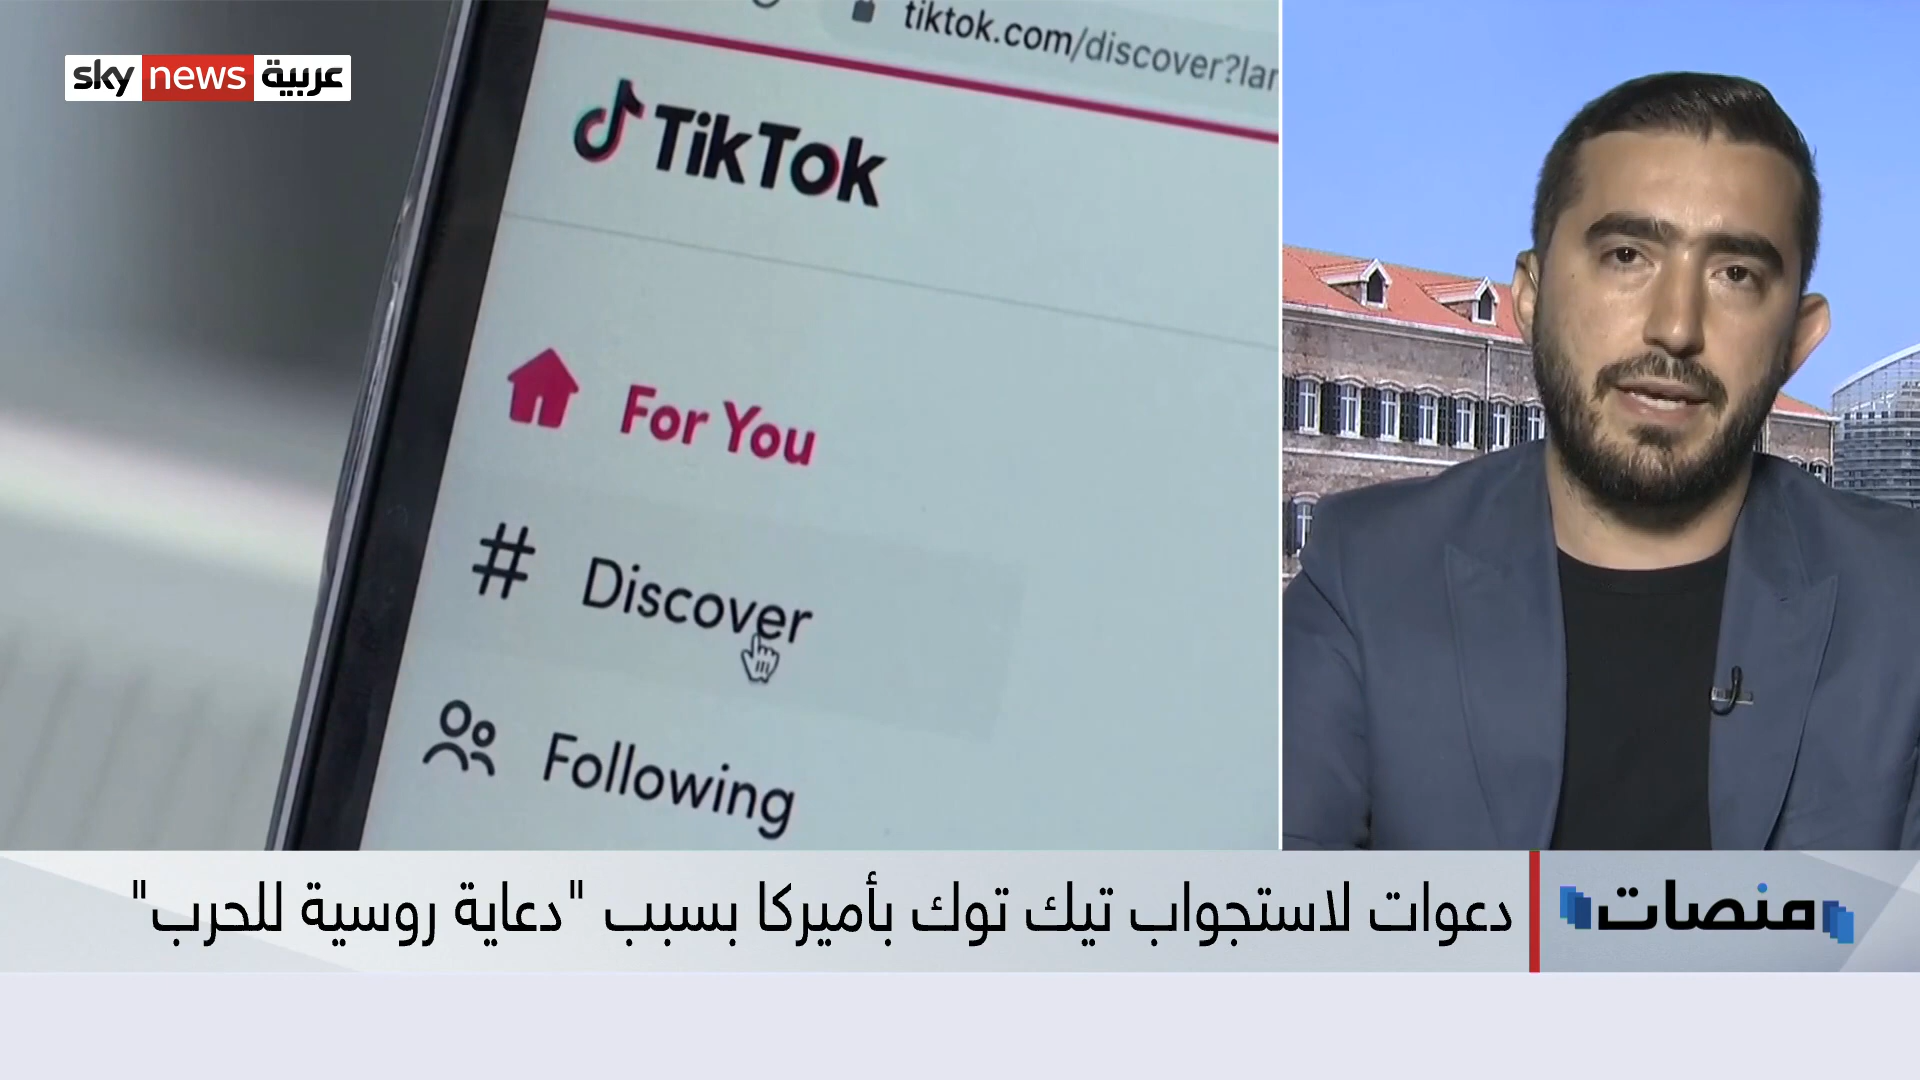 sky news عربية
tiktok.com/discover?lan
TikTok
For You
# Discover
Following
منصات
دعوات لاستجواب تيك توك بأميركا بسبب "دعاية روسية للحرب"